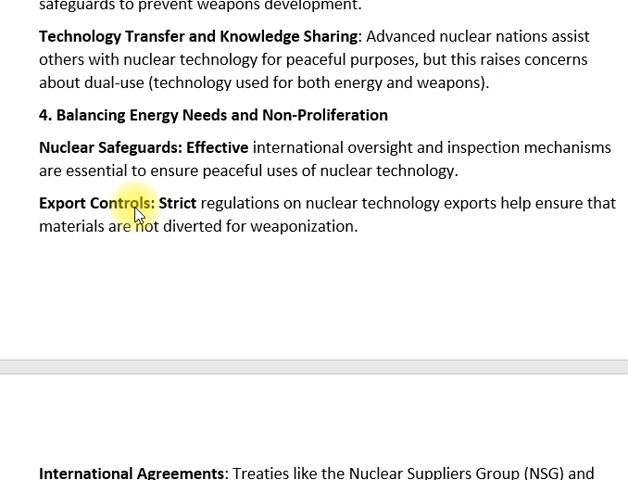 safeguards to prevent weapons development.
Technology Transfer and Knowledge Sharing: Advanced nuclear nations assist
others with nuclear technology for peaceful purposes, but this raises concerns
about dual-use (technology used for both energy and weapons).
4. Balancing Energy Needs and Non-Proliferation
Nuclear Safeguards: Effective international oversight and inspection mechanisms
are essential to ensure peaceful uses of nuclear technology.
Export Controls: Strict regulations on nuclear technology exports help ensure that
materials are not diverted for weaponization.
International Agreements: Treaties like the Nuclear Suppliers Group (NSG) and